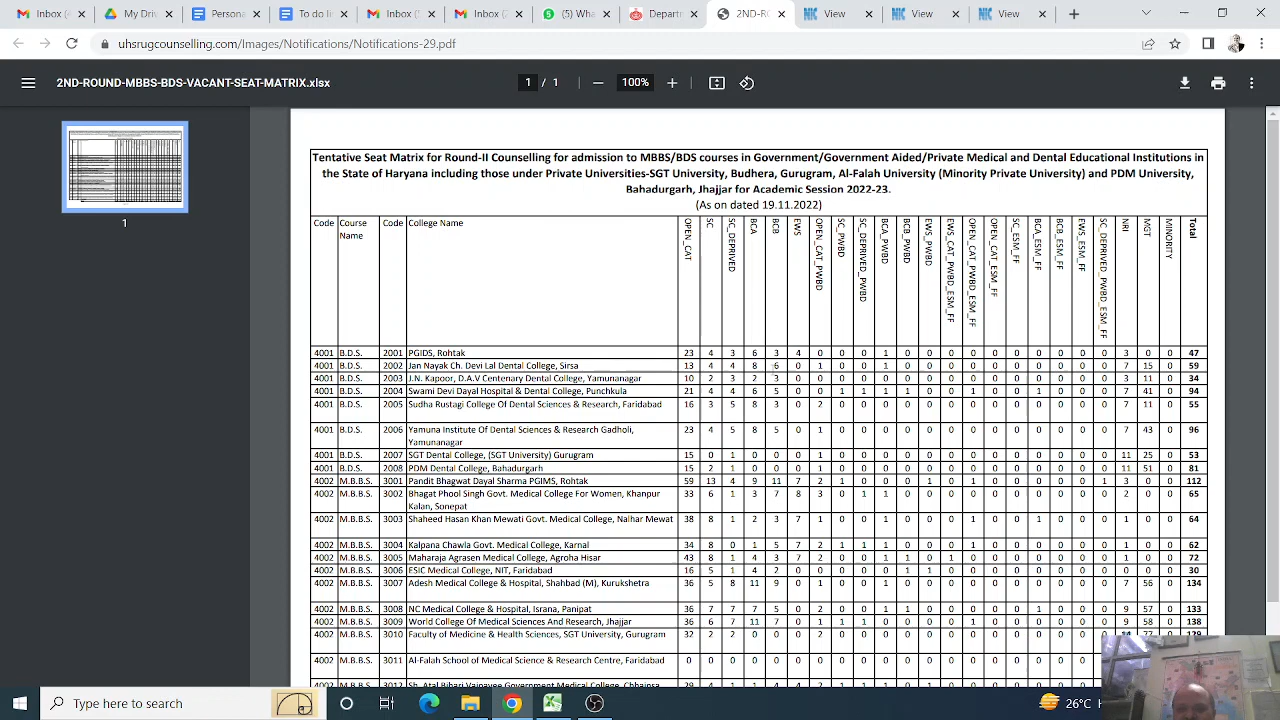 Inbox (
My Driv
Persona
To do in
Inbox (
Inbox (
(5) Wha
Departm
2ND-RO
NIC View
NIC View
NIC View
uhsrugcounselling.com/Images/Notifications/Notifications-29.pdf
2ND-ROUND-MBBS-BDS-VACANT-SEAT-MATRIX.xlsx
1 / 1
100%
1
Tentative Seat Matrix for Round-II Counselling for admission to MBBS/BDS courses in Government/Government Aided/Private Medical and Dental Educational Institutions in
the State of Haryana including those under Private Universities-SGT University, Budhera, Gurugram, Al-Falah University (Minority Private University) and PDM University,
Bahadurgarh, Jhajjar for Academic Session 2022-23.
(As on dated 19.11.2022)
Code Course Name Code College Name OPEN_CAT SC SC_DEPRIVED BCA BCB EWS OPEN_CAT_PWBD SC_PWBD SC_DEPRIVED_PWBD BCA_PWBD BCB_PWBD EWS_PWBD EWS_CAT_PWBD_ESM_FF OPEN_CAT_PWBD_ESM_FF OPEN_CAT_ESM_FF SC_ESM_FF BCA_ESM_FF BCB_ESM_FF EWS_ESM_FF SC_DEPRIVED_PWBD_ESM_FF NRI MGT MINORITY Total
4001 B.D.S. 2001 PGIDS, Rohtak 23 4 3 6 3 4 0 0 0 1 0 0 0 0 0 0 0 0 0 0 3 0 0 47
4001 B.D.S. 2002 Jan Nayak Ch. Devi Lal Dental College, Sirsa 13 4 4 8 6 0 1 0 0 1 0 0 0 0 0 0 0 0 0 0 7 15 0 59
4001 B.D.S. 2003 J.N. Kapoor, D.A.V Centenary Dental College, Yamunanagar 10 2 3 2 3 0 0 0 0 0 0 0 0 0 0 0 0 0 0 0 3 11 0 34
4001 B.D.S. 2004 Swami Devi Dayal Hospital & Dental College, Punchkula 21 4 4 6 5 0 0 1 1 1 1 0 0 1 0 0 1 0 0 0 7 41 0 94
4001 B.D.S. 2005 Sudha Rustagi College Of Dental Sciences & Research, Faridabad 16 3 5 8 3 0 2 0 0 0 0 0 0 0 0 0 0 0 0 0 7 11 0 55
4001 B.D.S. 2006 Yamuna Institute Of Dental Sciences & Research Gadholi, 23 4 5 8 5 0 1 0 0 0 0 0 0 0 0 0 0 0 0 0 7 43 0 96
Yamunanagar
4001 B.D.S. 2007 SGT Dental College, (SGT University) Gurugram 15 0 1 0 0 0 1 0 0 0 0 0 0 0 0 0 0 0 0 0 11 25 0 53
4001 B.D.S. 2008 PDM Dental College, Bahadurgarh 15 2 1 0 0 0 1 0 0 0 0 0 0 0 0 0 0 0 0 0 11 51 0 81
4002 M.B.B.S. 3001 Pandit Bhagwat Dayal Sharma PGIMS, Rohtak 59 13 4 9 11 7 2 1 0 0 0 1 0 1 0 0 0 0 0 1 3 0 0 112
4002 M.B.B.S. 3002 Bhagat Phool Singh Govt. Medical College For Women, Khanpur 33 6 1 3 7 8 3 0 1 1 0 0 0 0 0 0 0 0 0 0 2 0 0 65
Kalan, Sonepat
4002 M.B.B.S. 3003 Shaheed Hasan Khan Mewati Govt. Medical College, Nalhar Mewat 38 8 1 2 3 7 1 0 0 1 0 0 0 1 0 0 1 0 0 0 1 0 0 64
4002 M.B.B.S. 3004 Kalpana Chawla Govt. Medical College, Karnal 34 8 0 1 5 7 2 1 1 1 0 0 0 1 0 0 0 0 0 0 1 0 0 62
4002 M.B.B.S. 3005 Maharaja Agrasen Medical College, Agroha Hisar 43 8 1 4 3 7 2 0 0 1 1 0 1 0 0 0 0 0 0 0 1 0 0 72
4002 M.B.B.S. 3006 ESIC Medical College, NIT, Faridabad 16 5 1 4 2 0 0 0 0 0 1 1 0 0 0 0 0 0 0 0 0 0 0 30
4002 M.B.B.S. 3007 Adesh Medical College & Hospital, Shahbad (M), Kurukshetra 36 5 8 11 9 0 1 0 0 1 0 0 0 0 0 0 0 0 0 0 7 56 0 134
4002 M.B.B.S. 3008 NC Medical College & Hospital, Israna, Panipat 36 7 7 7 5 0 2 0 0 1 1 0 0 0 0 0 1 0 0 0 9 57 0 133
4002 M.B.B.S. 3009 World College Of Medical Sciences And Research, Jhajjar 36 6 7 11 7 0 1 1 1 0 0 0 0 1 0 0 0 0 0 0 9 58 0 138
4002 M.B.B.S. 3010 Faculty of Medicine & Health Sciences, SGT University, Gurugram 32 2 2 0 0 0 2 0 0 0 0 0 0 0 0 0 0 0 0 0
4002 M.B.B.S. 3011 Al-Falah School of Medical Science & Research Centre, Faridabad 0 0 0 0 0 0 0 0 0 0 0 0 0 0 0 0 0 0 0
4002 M.B.B.S. 3012 Sh. Atal Bihari Vajpayee Government Medical College, Chhainsa
Type here to search
26°C